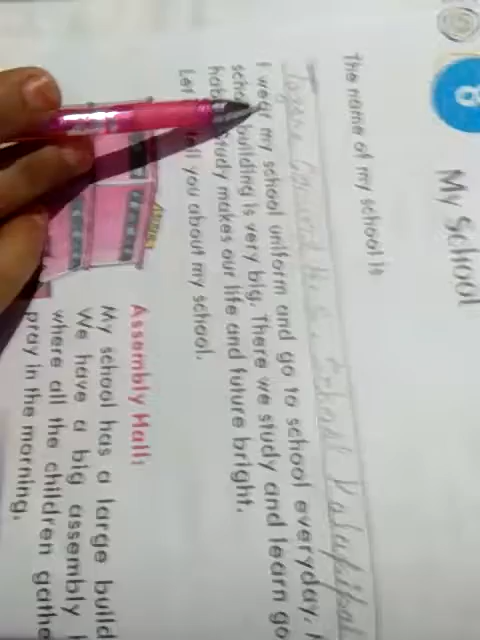 6
My School
The name of my school is
I wear my school uniform and go to school everyday.
school building is very big. There we study and learn go
study makes our life and future bright.
Let tell you about my school.
Assembly Hall:
My school has a large build
We have a big assembly
where all the children gathe
pray in the morning.